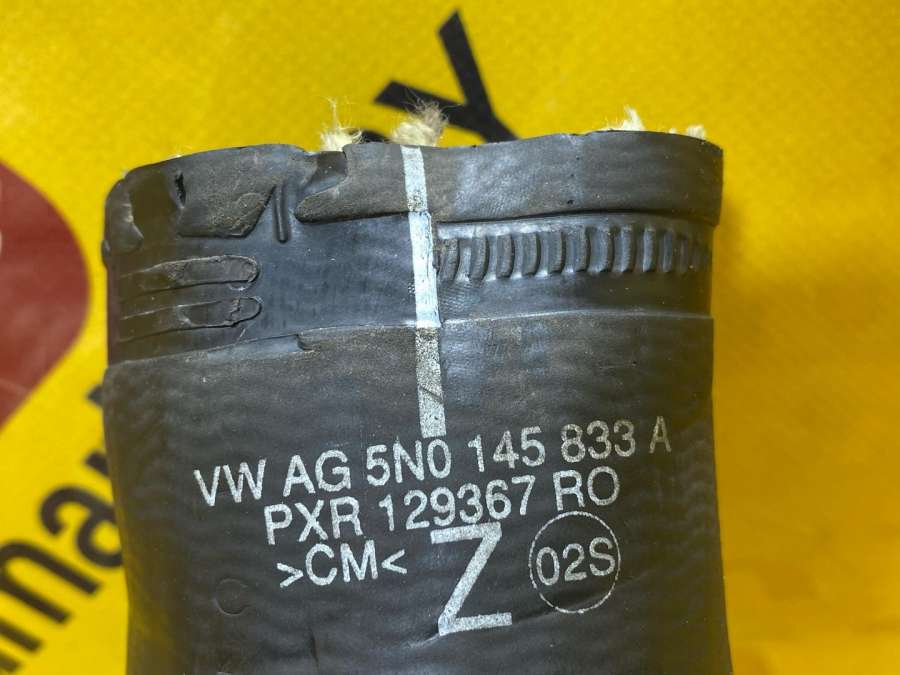 VW AG 5N0 145 833 A
PXR 129367 RO
>CM<
Z
02S